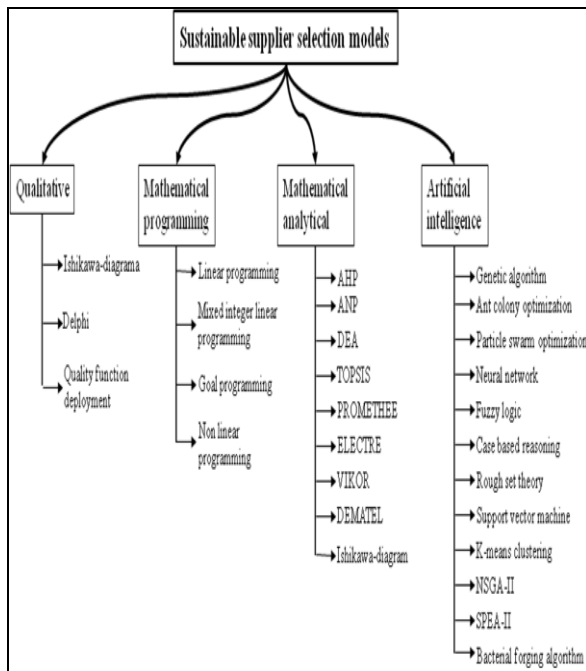 Sustainable supplier selection models
Qualitative
Ishikawa-diagrama
Delphi
Quality function
deployment
Mathematical
programming
Linear programming
Mixed integer linear
programming
Goal programming
Non linear
programming
Mathematical
analytical
AHP
ANP
DEA
TOPSIS
PROMETHEE
ELECTRE
VIKOR
DEMATEL
Ishikawa-diagram
Artificial
intelligence
Genetic algorithm
Ant colony optimization
Particle swarm optimization
Neural network
Fuzzy logic
Case based reasoning
Rough set theory
Support vector machine
K-means clustering
NSGA-II
SPEA-II
Bacterial forging algorithm